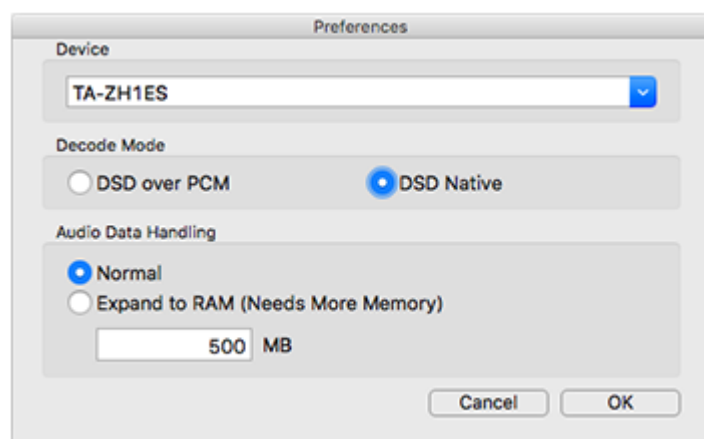 Preferences
Device
TA-ZH1ES
Decode Mode
DSD over PCM DSD Native
Audio Data Handling
Normal
Expand to RAM (Needs More Memory)
500 MB
Cancel OK